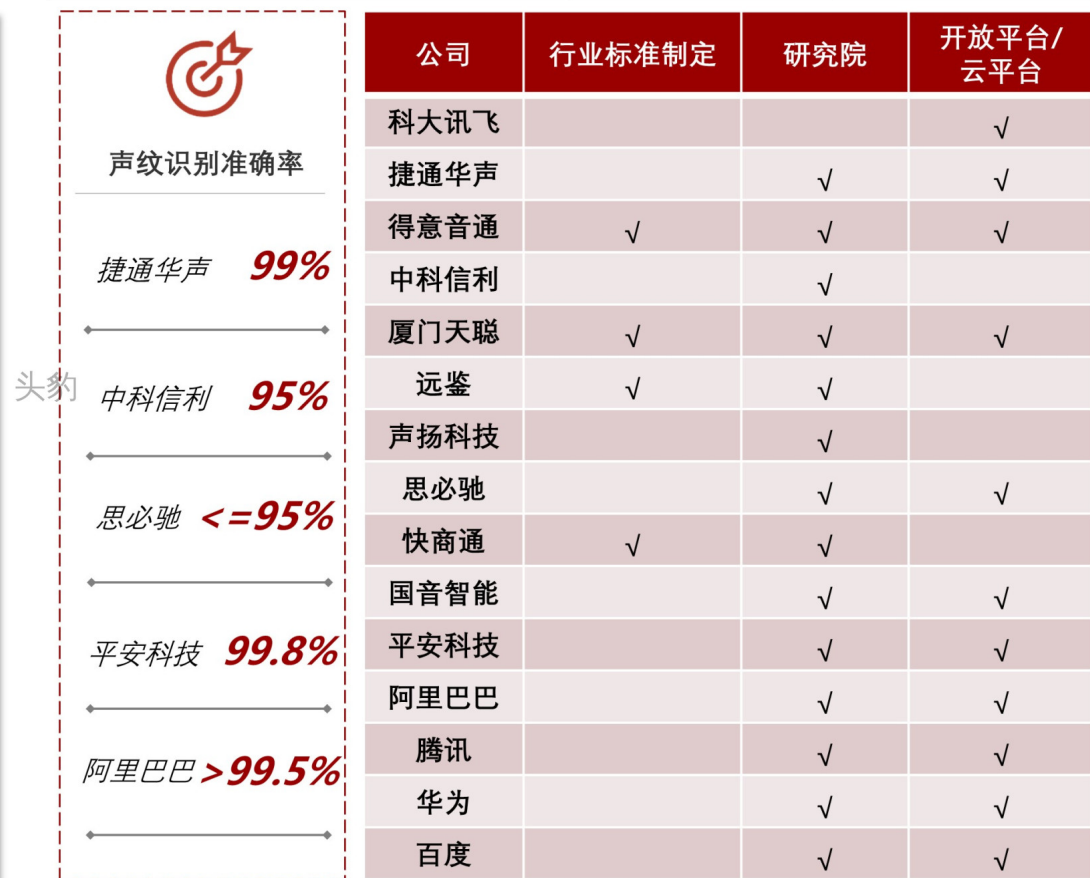 声纹识别准确率
捷通华声 99%
中科信利 95%
思必驰 <=95%
平安科技 99.8%
阿里巴巴 >99.5%
头豹
公司 行业标准制定 研究院 开放平台/
云平台
科大讯飞 √
捷通华声 √ √
得意音通 √ √ √
中科信利 √
厦门天聪 √ √ √
远鉴 √ √
声扬科技 √
思必驰 √ √
快商通 √ √
国音智能 √ √
平安科技 √ √
阿里巴巴 √ √
腾讯 √ √
华为 √ √
百度 √ √